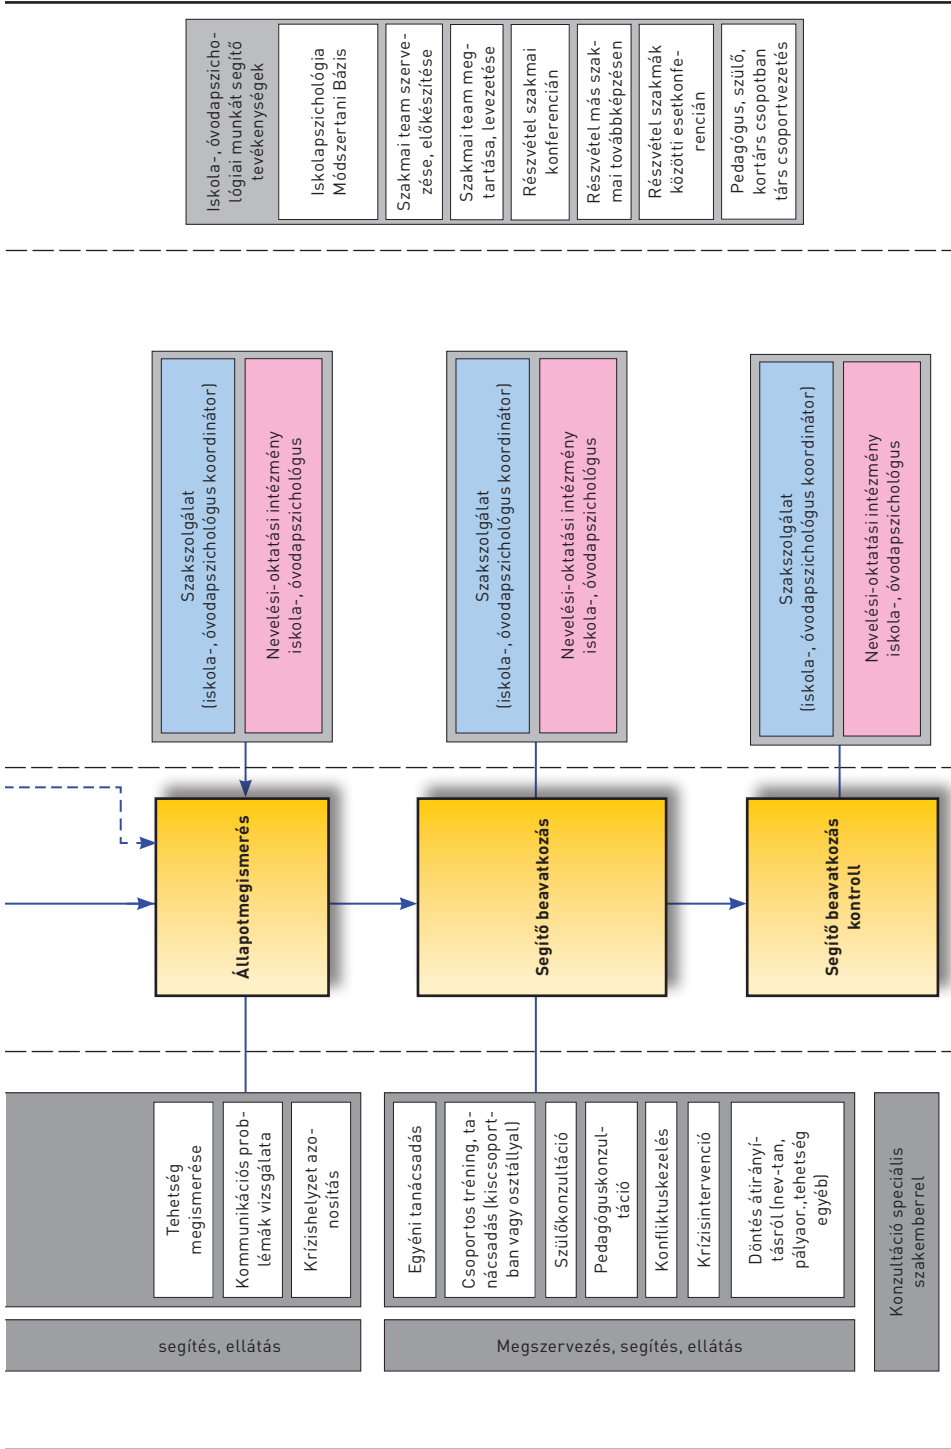 Iskola-, óvodapszicho-
lógiai munkát segítő
tevékenységek
Iskolapszichológia
Módszertani Bázis
Szakmai team szerve-
zése, előkészítése
Szakmai team meg-
tartása, levezetése
Részvétel szakmai
konferencián
Részvétel más szak-
mai továbbképzésen
Részvétel szakmák
közötti esetkonfe-
rencián
Pedagógus, szülő,
kortárs csopotban
társ csoportvezetés
Szakszolgálat
(iskola-, óvodapszichológus koordinátor)
Nevelési-oktatási intézmény
iskola-, óvodapszichológus
Szakszolgálat
(iskola-, óvodapszichológus koordinátor)
Nevelési-oktatási intézmény
iskola-, óvodapszichológus
Szakszolgálat
(iskola-, óvodapszichológus koordinátor)
Nevelési-oktatási intézmény
iskola-, óvodapszichológus
Állapotmegismerés
Segítő beavatkozás
Segítő beavatkozás
kontroll
Tehetség
megismerése
Kommunikációs prob-
lémák vizsgálata
Krízishelyzet azo-
nosítás
Egyéni tanácsadás
Csoportos tréning, ta-
nácsadás (kiscsoport-
ban vagy osztállyal)
Szülőkonzultáció
Pedagóguskonzul-
táció
Konfliktuskezelés
Krízisintervenció
Döntés átirányí-
tásról (nev-tan,
pályaor.,tehetség
egyéb)
Konzultáció speciális
szakemberrel
segítés, ellátás
Megszervezés, segítés, ellátás